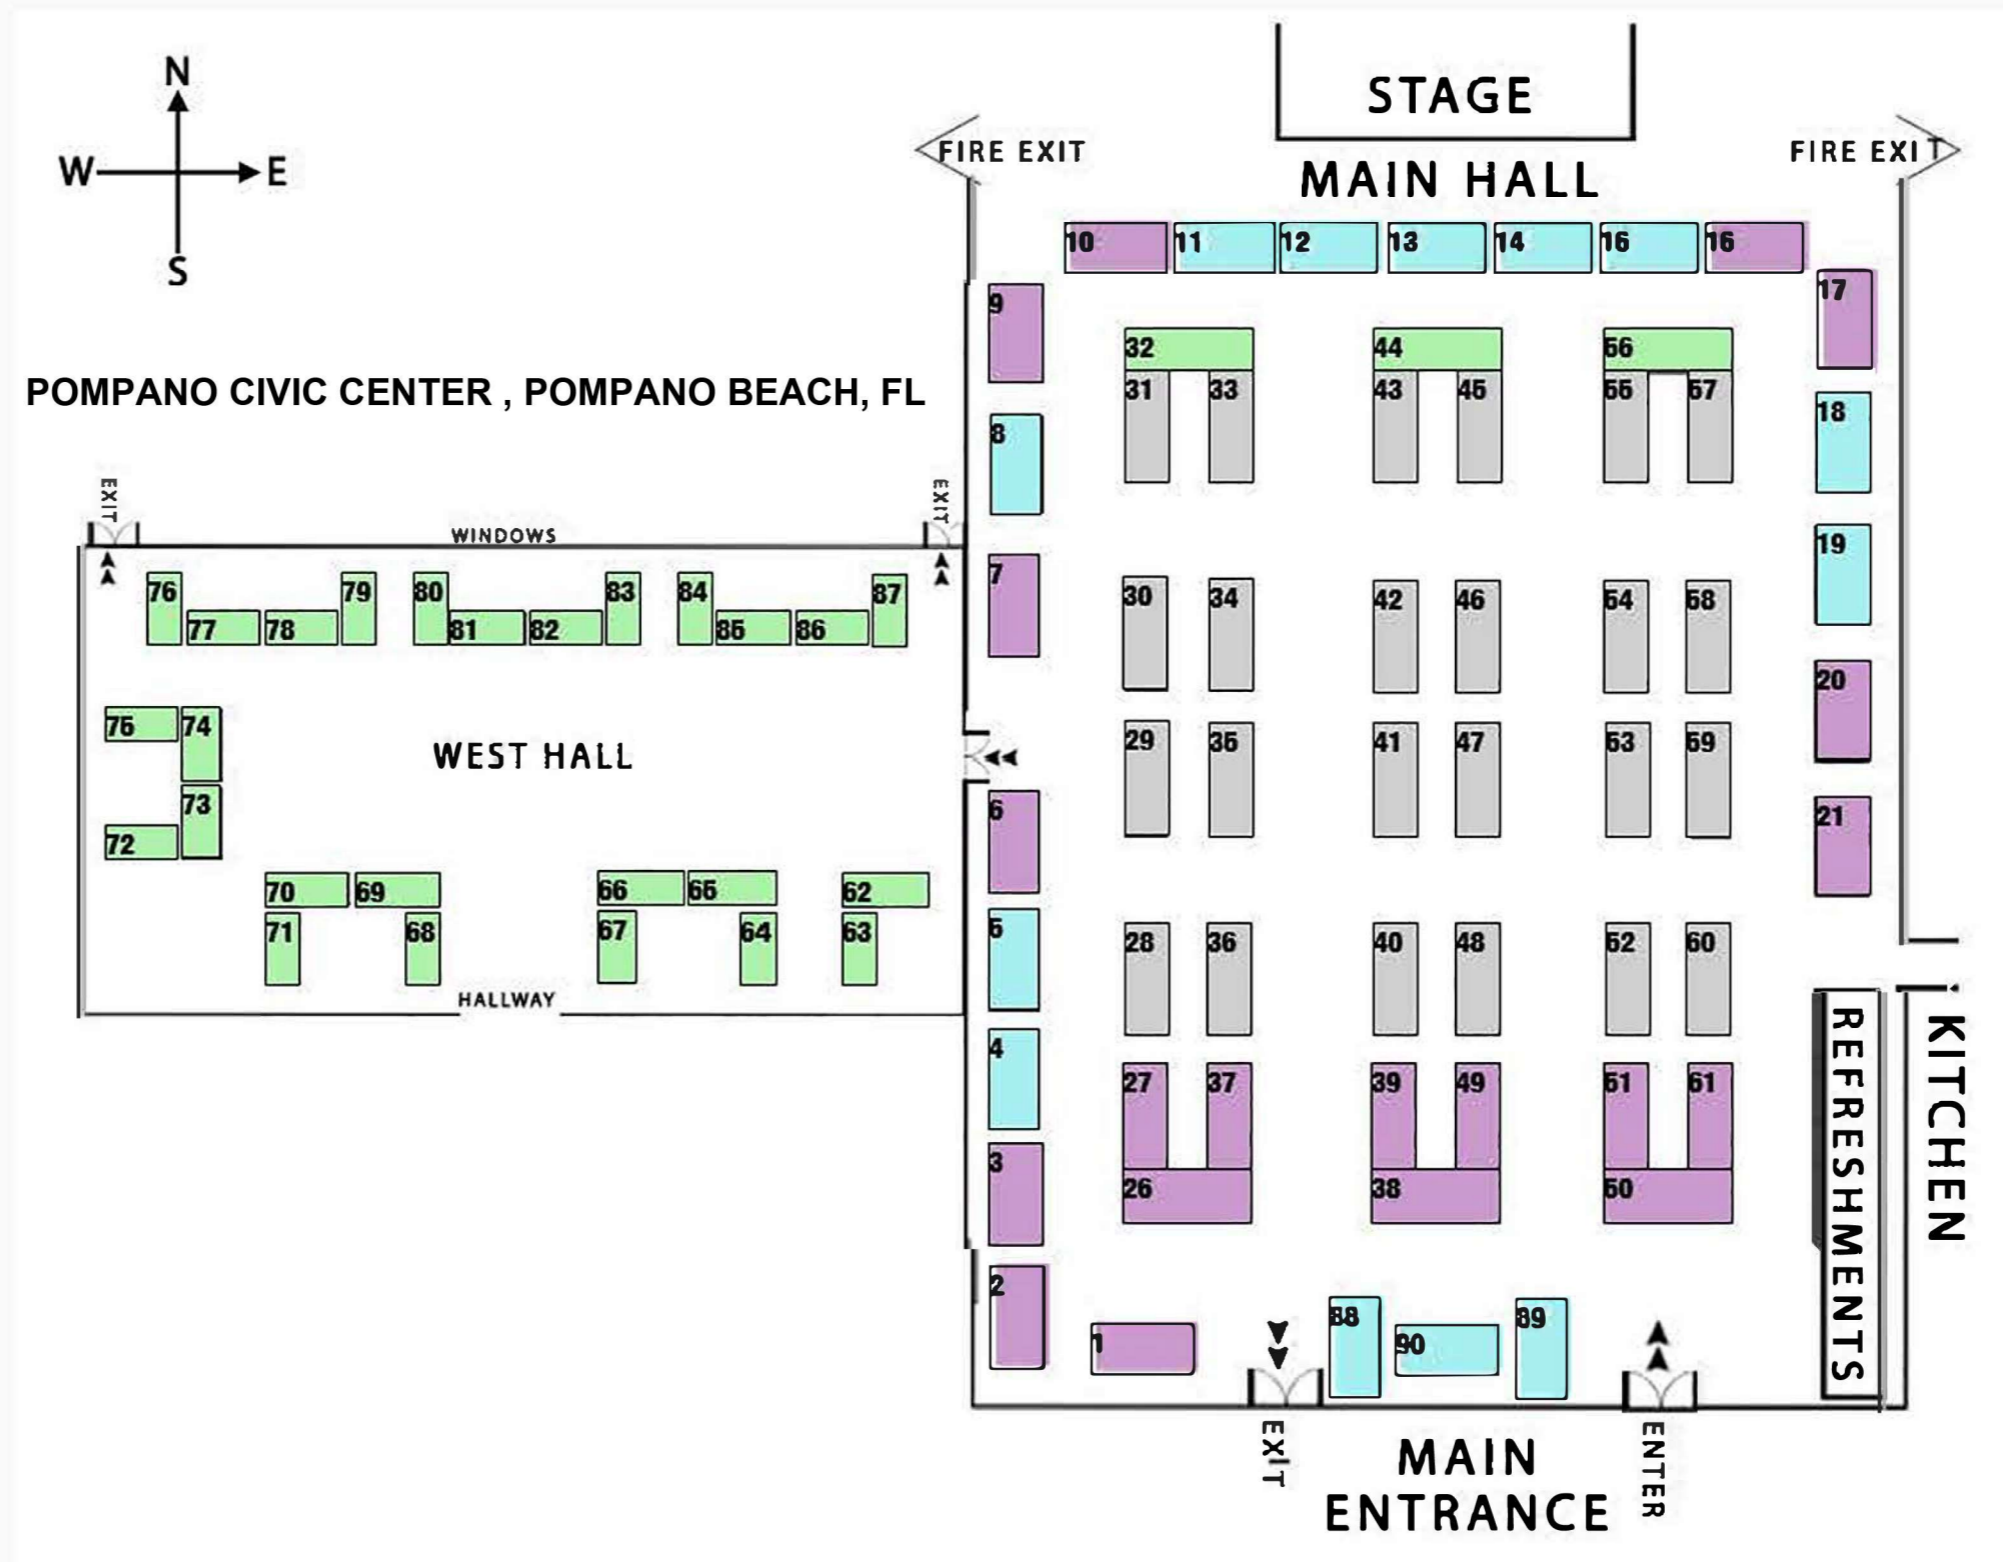 N
W E
S
STAGE
FIRE EXIT
FIRE EXIT
MAIN HALL
10 11 12 13 14 15 16
9
17
32 44 56
31 33 43 45 55 57
POMPANO CIVIC CENTER , POMPANO BEACH, FL
8
18
EXIT
EXIT
WINDOWS
19
7
76 79 80 83 84 87
77 78 81 82 85 86
30 34 42 46 54 58
20
75 74
WEST HALL
29 35 41 47 53 59
73
72
6
21
70 69 66 65 62
71 68 67 64 63
5
28 36 40 48 52 60
HALLWAY
4
REFRESHMENTS
KITCHEN
27 37 39 49 51 61
3
26 38 50
2
1
88 90 89
EXIT
ENTER
MAIN
ENTRANCE